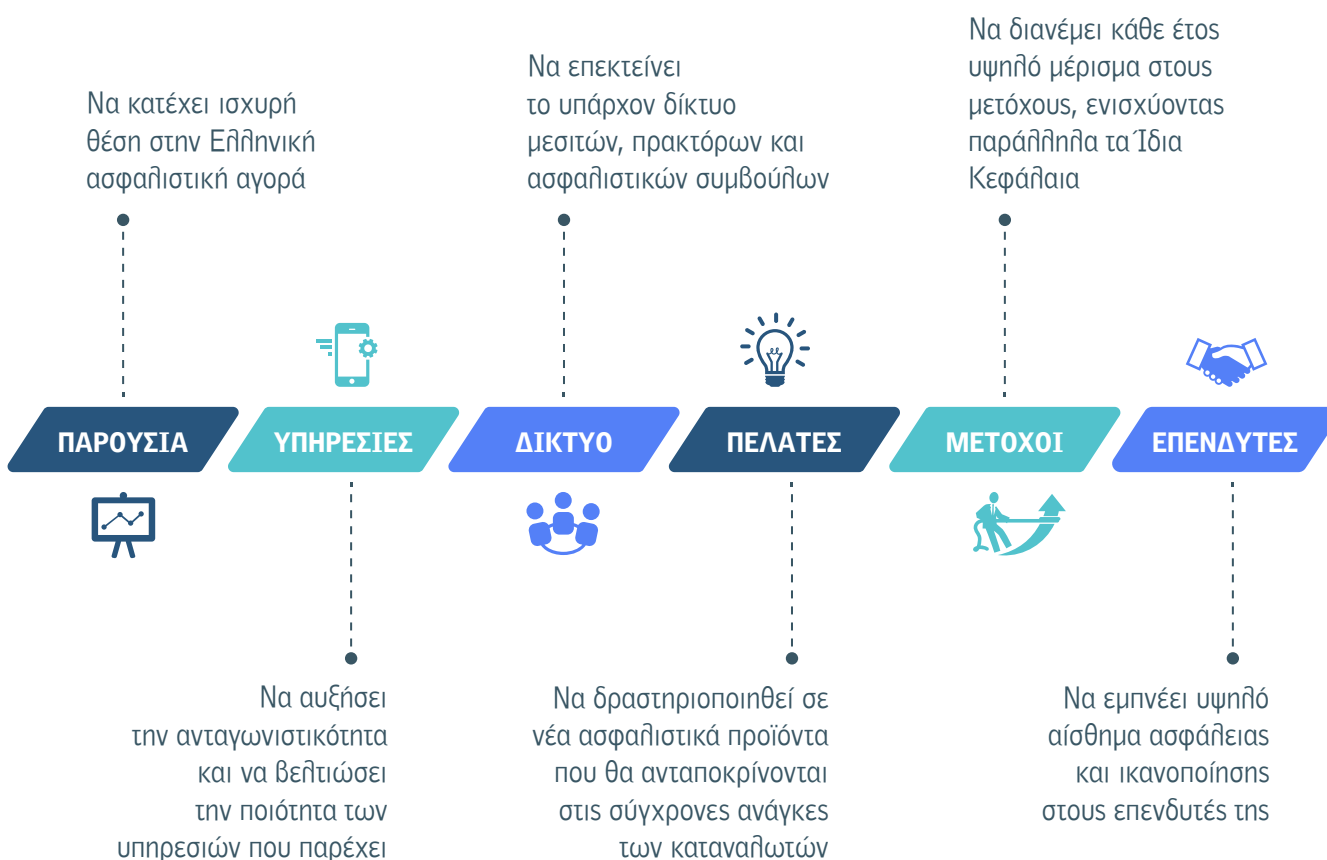 Να κατέχει ισχυρή
θέση στην Ελληνική
ασφαλιστική αγορά
Να επεκτείνει
το υπάρχον δίκτυο
μεσιτών, πρακτόρων και
ασφαλιστικών συμβούλων
Να διανέμει κάθε έτος
υψηλό μέρισμα στους
μετόχους, ενισχύοντας
παράλληλα τα Ίδια
Κεφάλαια
ΠΑΡΟΥΣΙΑ
ΥΠΗΡΕΣΙΕΣ
ΔΙΚΤΥΟ
ΠΕΛΑΤΕΣ
ΜΕΤΟΧΟΙ
ΕΠΕΝΔΥΤΕΣ
Να αυξήσει
την ανταγωνιστικότητα
και να βελτιώσει
την ποιότητα των
υπηρεσιών που παρέχει
Να δραστηριοποιηθεί σε
νέα ασφαλιστικά προϊόντα
που θα ανταποκρίνονται
στις σύγχρονες ανάγκες
των καταναλωτών
Να εμπνέει υψηλό
αίσθημα ασφάλειας
και ικανοποίησης
στους επενδυτές της